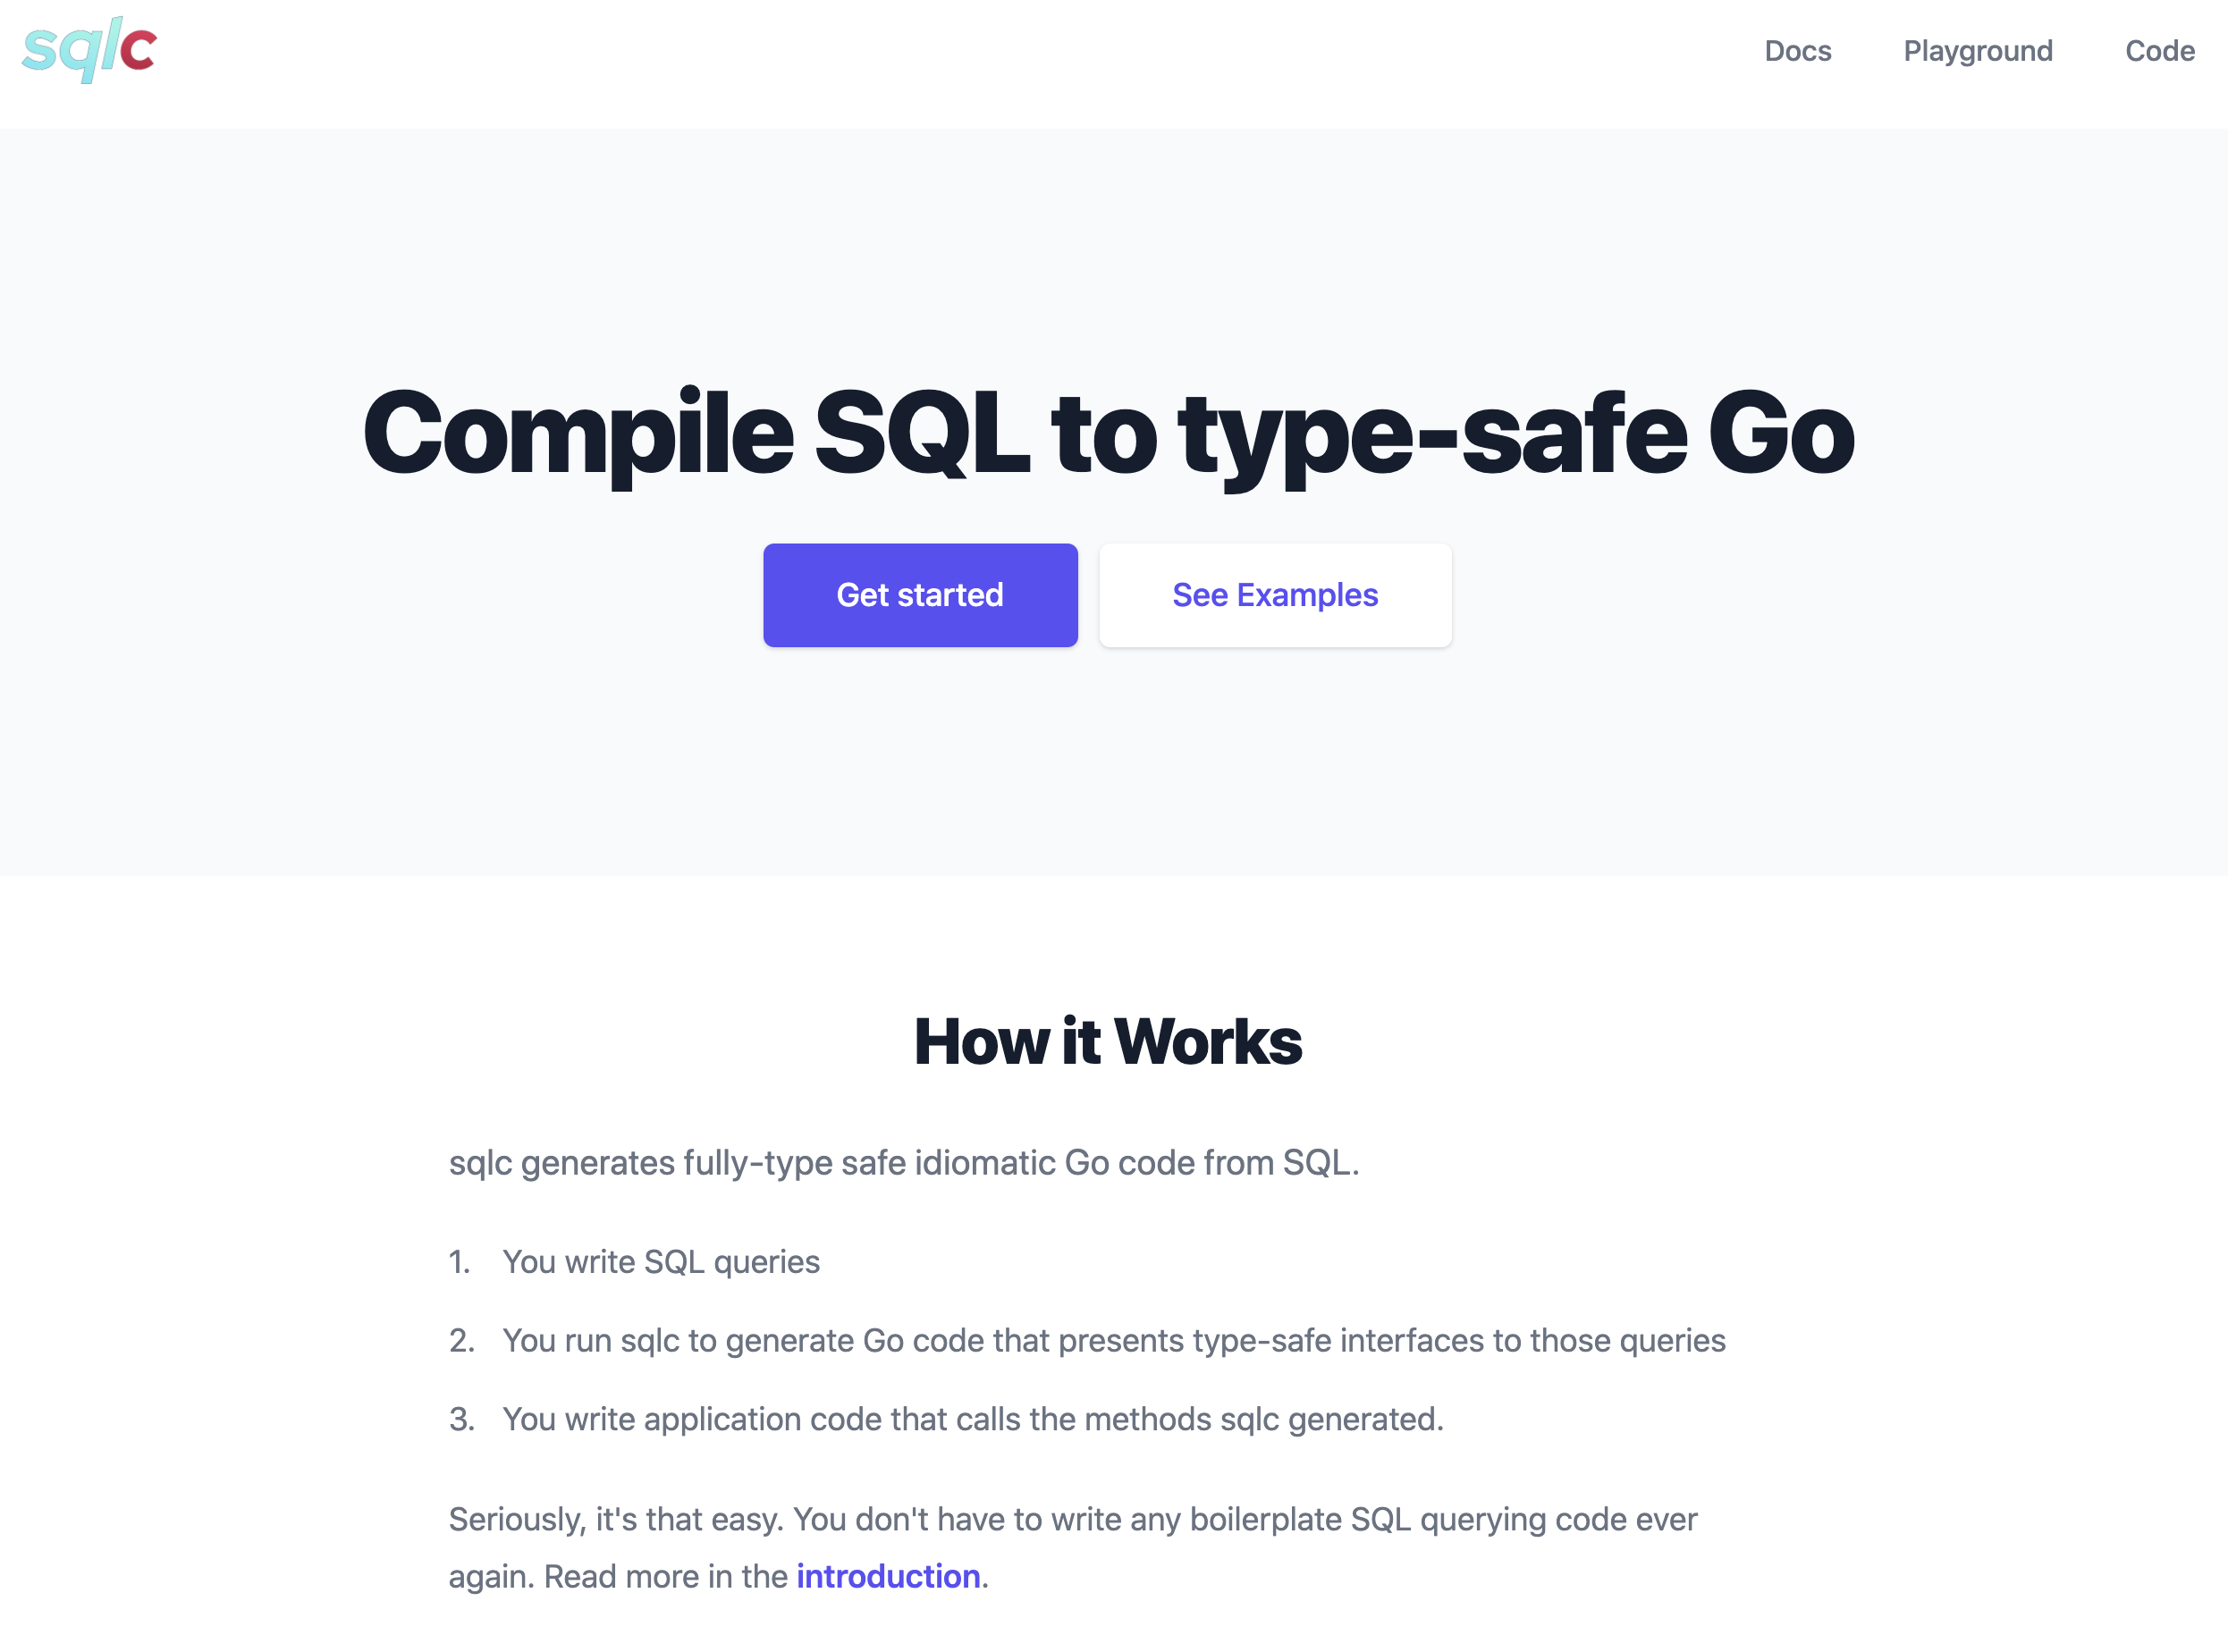 sqlc
Docs
Playground
Code
Compile SQL to type-safe Go
Get started
See Examples
How it Works
sqlc generates fully-type safe idiomatic Go code from SQL.
1. You write SQL queries
2. You run sqlc to generate Go code that presents type-safe interfaces to those queries
3. You write application code that calls the methods sqlc generated.
Seriously, it's that easy. You don't have to write any boilerplate SQL querying code ever
again. Read more in the introduction.